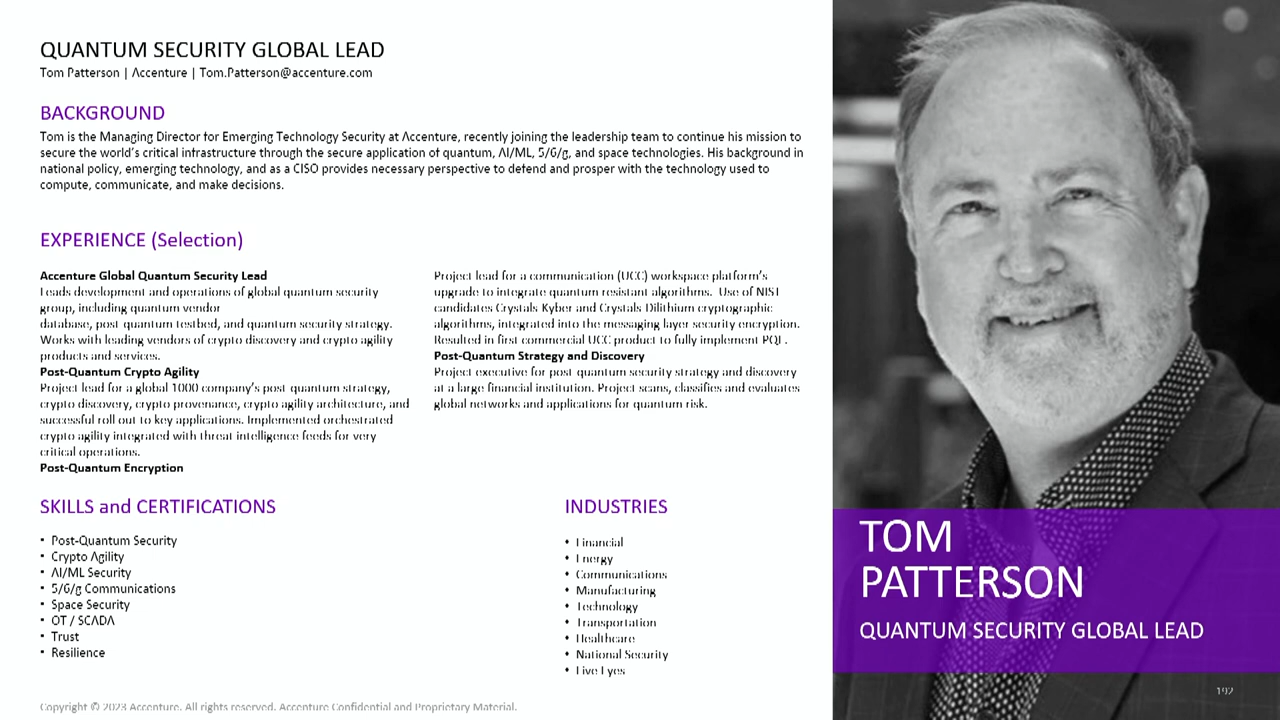 QUANTUM SECURITY GLOBAL LEAD
Tom Patterson | Accenture | Tom.Patterson@accenture.com
BACKGROUND
Tom is the Managing Director for Emerging Technology Security at Accenture, recently joining the leadership team to continue his mission to
secure the world's critical infrastructure through the secure application of quantum, AI/ML, 5/6/g, and space technologies. His background in
national policy, emerging technology, and as a CISO provides necessary perspective to defend and prosper with the technology used to
compute, communicate, and make decisions.
EXPERIENCE (Selection)
Accenture Global Quantum Security Lead
Leads development and operations of global quantum security
group, including quantum vendor
database, post quantum testbed, and quantum security strategy.
Works with leading vendors of crypto discovery and crypto agility
products and services.
Post-Quantum Crypto Agility
Project lead for a global 1000 company's post quantum strategy,
crypto discovery, crypto provenance, crypto agility architecture, and
successful roll out to key applications. Implemented orchestrated
crypto agility integrated with threat intelligence feeds for very
critical operations.
Post-Quantum Encryption
Project lead for a communication (UCC) workspace platform's
upgrade to integrate quantum resistant algorithms. Use of NIST
candidates Crystals Kyber and Crystals Dilithium cryptographic
algorithms, integrated into the messaging layer security encryption.
Resulted in first commercial UCC product to fully implement PQE.
Post-Quantum Strategy and Discovery
Project executive for post quantum security strategy and discovery
at a large financial institution. Project scans, classifies and evaluates
global networks and applications for quantum risk.
SKILLS and CERTIFICATIONS
• Post-Quantum Security
• Crypto Agility
• AI/ML Security
• 5/6/g Communications
• Space Security
• OT / SCADA
• Trust
• Resilience
INDUSTRIES
• Financial
• Energy
• Communications
• Manufacturing
• Technology
• Transportation
• Healthcare
• National Security
• Five Eyes
TOM
PATTERSON
QUANTUM SECURITY GLOBAL LEAD
192
Copyright © 2023 Accenture. All rights reserved. Accenture Confidential and Proprietary Material.